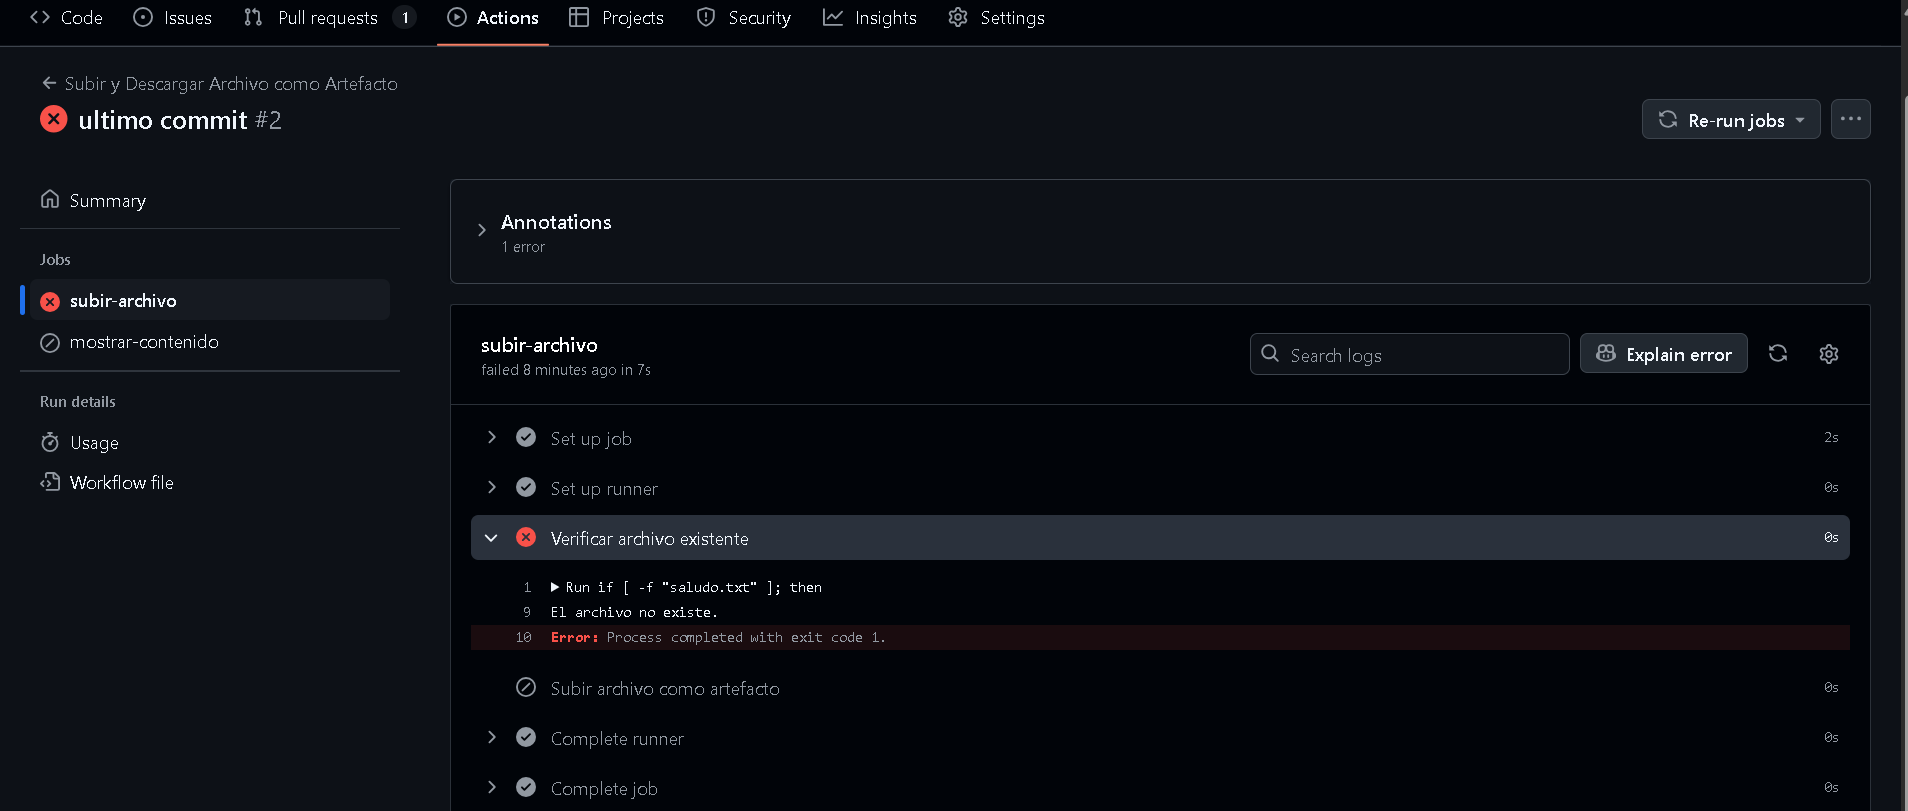 Code
Issues
Pull requests 1
Actions
Projects
Security
Insights
Settings
Subir y Descargar Archivo como Artefacto
ultimo commit #2
Re-run jobs
Summary
Jobs
subir-archivo
mostrar-contenido
Run details
Usage
Workflow file
Annotations
1 error
subir-archivo
failed 8 minutes ago in 7s
Search logs
Explain error
Set up job 2s
Set up runner 0s
Verificar archivo existente 0s
1 Run if [ -f "saludo.txt" ]; then
9 El archivo no existe.
10 Error: Process completed with exit code 1.
Subir archivo como artefacto 0s
Complete runner 0s
Complete job 0s